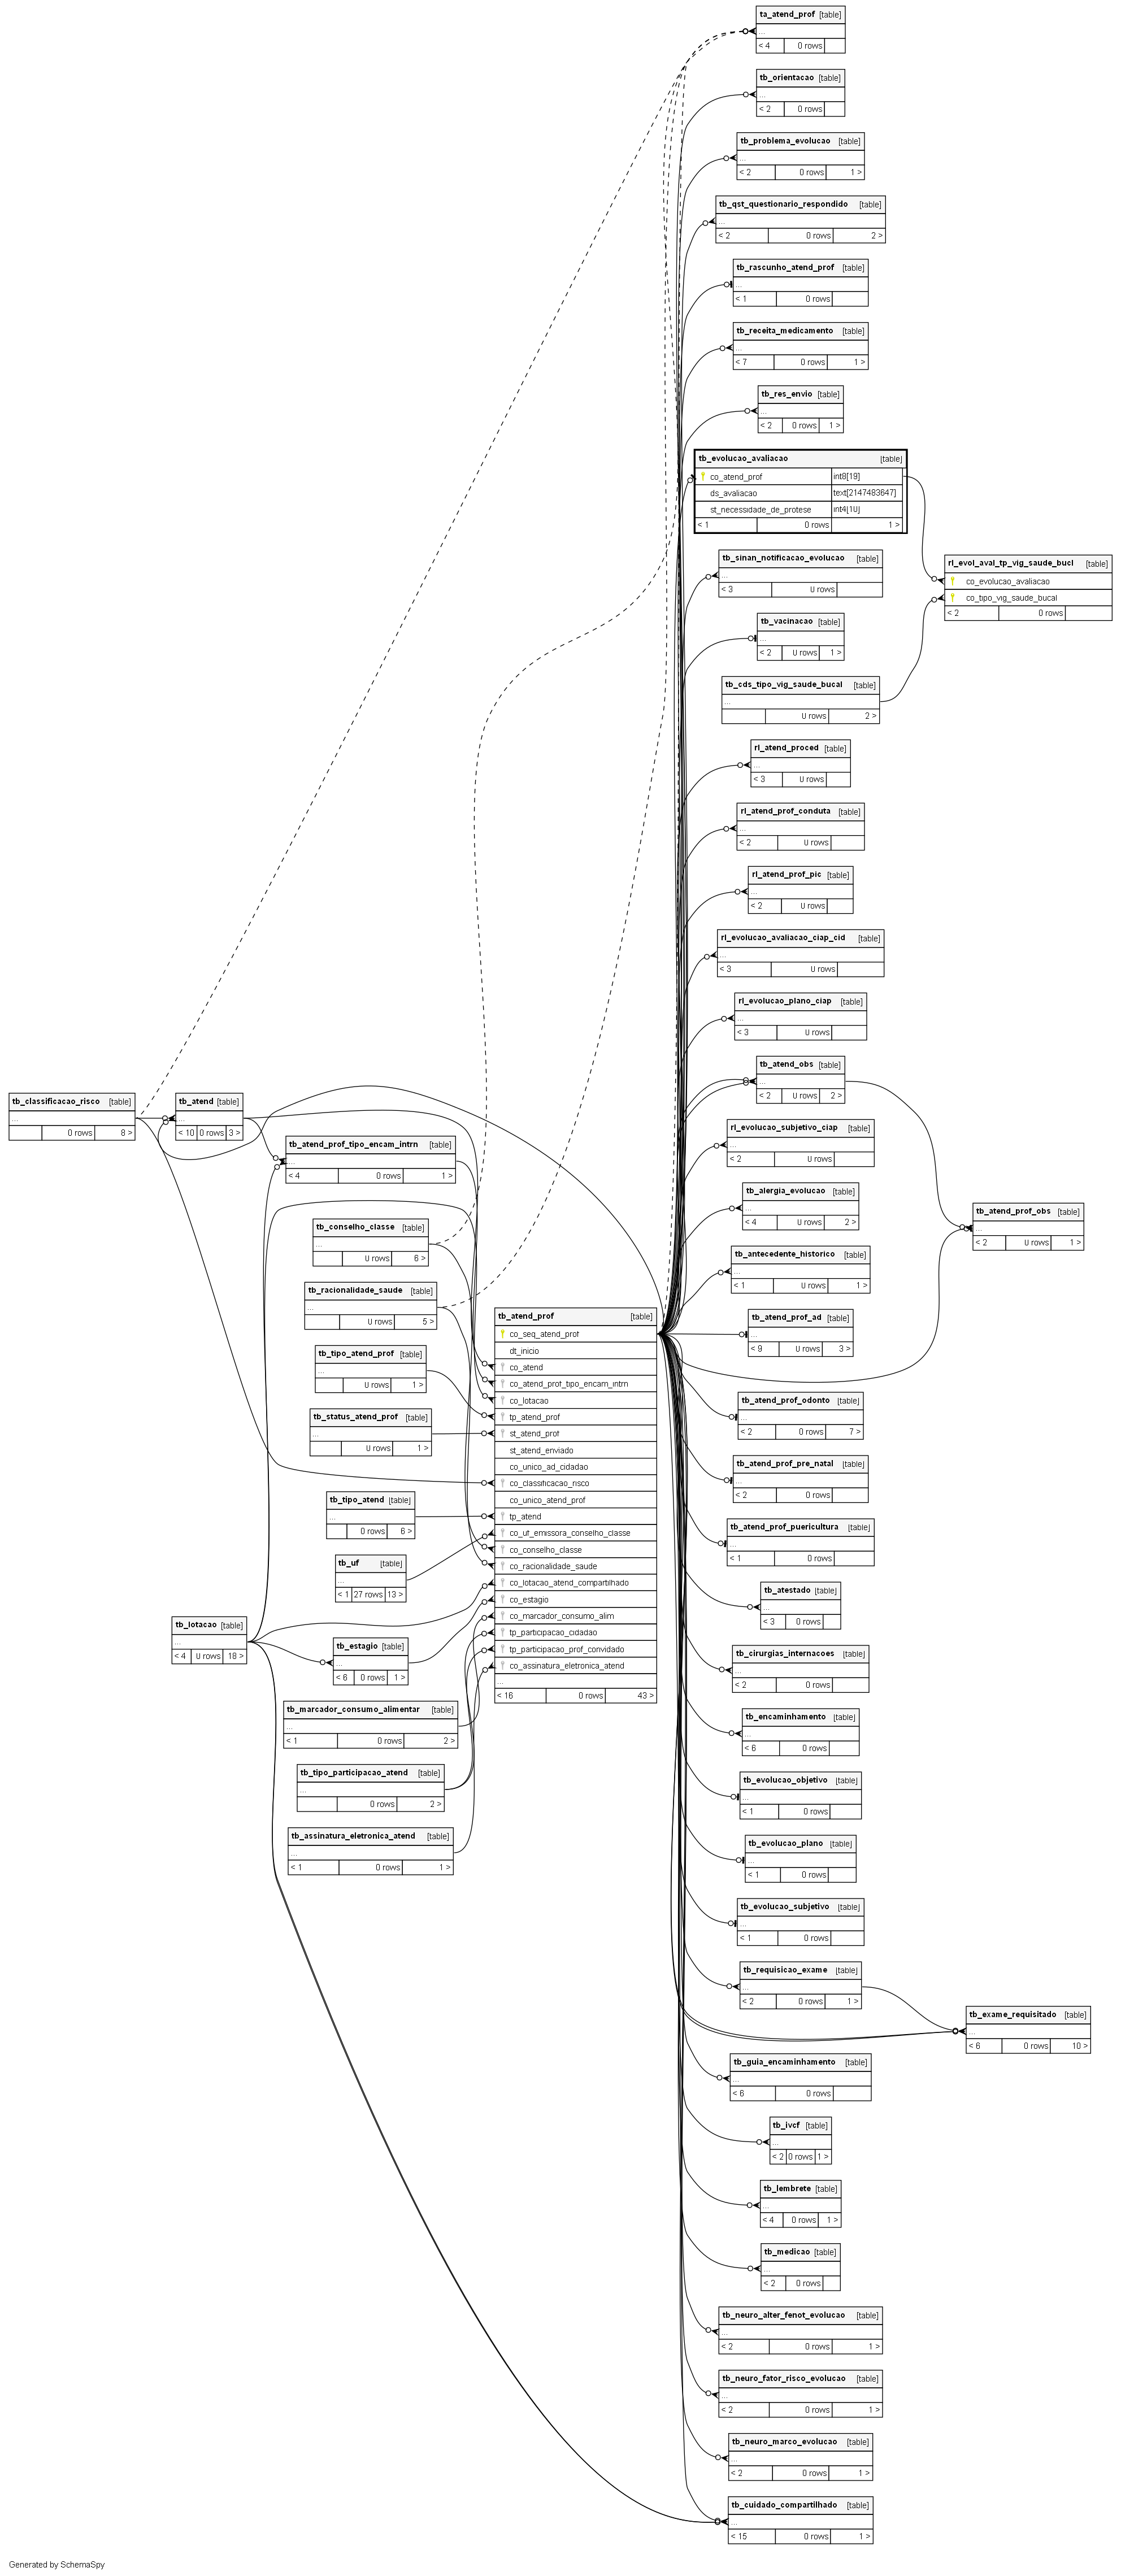 ta_atend_prof [table]
...
< 4 0 rows
tb_orientacao [table]
...
< 2 0 rows
tb_problema_evolucao [table]
...
< 2 0 rows 1 >
tb_qst_questionario_respondido [table]
...
< 2 0 rows 2 >
tb_rascunho_atend_prof [table]
...
< 1 0 rows
tb_receita_medicamento [table]
...
< 7 0 rows 1 >
tb_res_envio [table]
...
< 2 0 rows 1 >
tb_evolucao_avaliacao [table]
co_atend_prof int8[19]
ds_avaliacao text[2147483647]
st_necessidade_de_protese int4[10]
< 1 0 rows 1 >
tb_sinan_notificacao_evolucao [table]
...
< 3 0 rows
rl_evol_aval_tp_vig_saude_bucl [table]
co_evolucao_avaliacao
co_tipo_vig_saude_bucal
< 2 0 rows
tb_vacinacao [table]
...
< 2 0 rows 1 >
tb_cds_tipo_vig_saude_bucal [table]
...
0 rows 2 >
rl_atend_proced [table]
...
< 3 0 rows
rl_atend_prof_conduta [table]
...
< 2 0 rows
rl_atend_prof_pic [table]
...
< 2 0 rows
rl_evolucao_avaliacao_ciap_cid [table]
...
< 3 0 rows
rl_evolucao_plano_ciap [table]
...
< 3 0 rows
tb_atend_obs [table]
...
< 2 0 rows 2 >
tb_classificacao_risco [table]
...
0 rows 8 >
tb_atend [table]
...
< 10 0 rows 3 >
rl_evolucao_subjetivo_ciap [table]
...
< 2 0 rows
tb_atend_prof_tipo_encam_intrn [table]
...
< 4 0 rows 1 >
tb_alergia_evolucao [table]
...
< 4 0 rows 2 >
tb_atend_prof_obs [table]
...
< 2 0 rows 1 >
tb_conselho_classe [table]
...
0 rows 6 >
tb_antecedente_historico [table]
...
< 1 0 rows 1 >
tb_racionalidade_saude [table]
...
0 rows 5 >
tb_atend_prof_ad [table]
...
< 9 0 rows 3 >
tb_atend_prof [table]
co_seq_atend_prof
dt_inicio
co_atend
co_atend_prof_tipo_encam_intrn
co_lotacao
tp_atend_prof
st_atend_prof
st_atend_enviado
co_unico_ad_cidadao
co_classificacao_risco
co_unico_atend_prof
tp_atend
co_uf_emissora_conselho_classe
co_conselho_classe
co_racionalidade_saude
co_lotacao_atend_compartilhado
co_estagio
co_marcador_consumo_alim
tp_participacao_cidadao
tp_participacao_prof_convidado
co_assinatura_eletronica_atend
...
< 16 0 rows 43 >
tb_tipo_atend_prof [table]
...
0 rows 1 >
tb_status_atend_prof [table]
...
0 rows 1 >
tb_tipo_atend [table]
...
0 rows 6 >
tb_uf [table]
...
< 1 27 rows 13 >
tb_lotacao [table]
...
< 4 0 rows 18 >
tb_estagio [table]
...
< 6 0 rows 1 >
tb_marcador_consumo_alimentar [table]
...
< 1 0 rows 2 >
tb_tipo_participacao_atend [table]
...
0 rows 2 >
tb_assinatura_eletronica_atend [table]
...
< 1 0 rows 1 >
tb_atend_prof_odonto [table]
...
< 2 0 rows 7 >
tb_atend_prof_pre_natal [table]
...
< 2 0 rows
tb_atend_prof_puericultura [table]
...
< 1 0 rows
tb_atestado [table]
...
< 3 0 rows
tb_cirurgias_internacoes [table]
...
< 2 0 rows
tb_encaminhamento [table]
...
< 6 0 rows
tb_evolucao_objetivo [table]
...
< 1 0 rows
tb_evolucao_plano [table]
...
< 1 0 rows
tb_evolucao_subjetivo [table]
...
< 1 0 rows
tb_requisicao_exame [table]
...
< 2 0 rows 1 >
tb_exame_requisitado [table]
...
< 6 0 rows 10 >
tb_guia_encaminhamento [table]
...
< 6 0 rows
tb_ivcf [table]
...
< 2 0 rows 1 >
tb_lembrete [table]
...
< 4 0 rows 1 >
tb_medicao [table]
...
< 2 0 rows
tb_neuro_alter_fenot_evolucao [table]
...
< 2 0 rows 1 >
tb_neuro_fator_risco_evolucao [table]
...
< 2 0 rows 1 >
tb_neuro_marco_evolucao [table]
...
< 2 0 rows 1 >
tb_cuidado_compartilhado [table]
...
< 15 0 rows 1 >
Generated by SchemaSpy